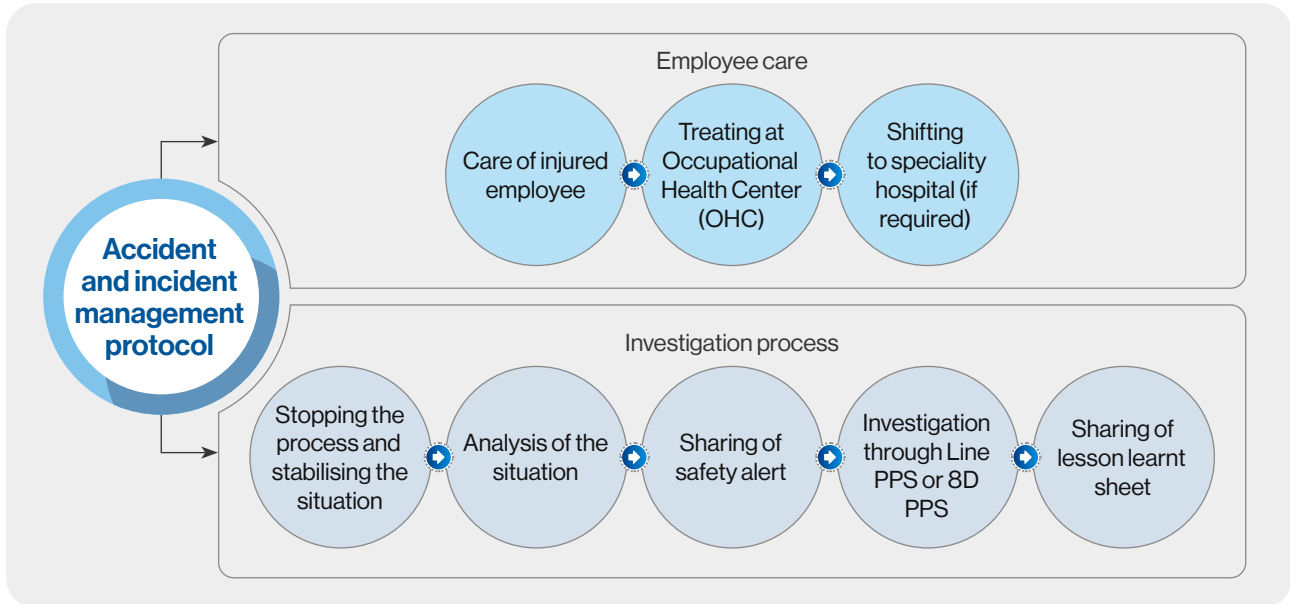 Accident
and incident
management
protocol
Employee care
Care of injured
employee
Treating at
Occupational
Health Center
(OHC)
Shifting
to speciality
hospital (if
required)
Investigation process
Stopping the
process and
stabilising the
situation
Analysis of the
situation
Sharing of
safety alert
Investigation
through Line
PPS or 8D
PPS
Sharing of
lesson learnt
sheet